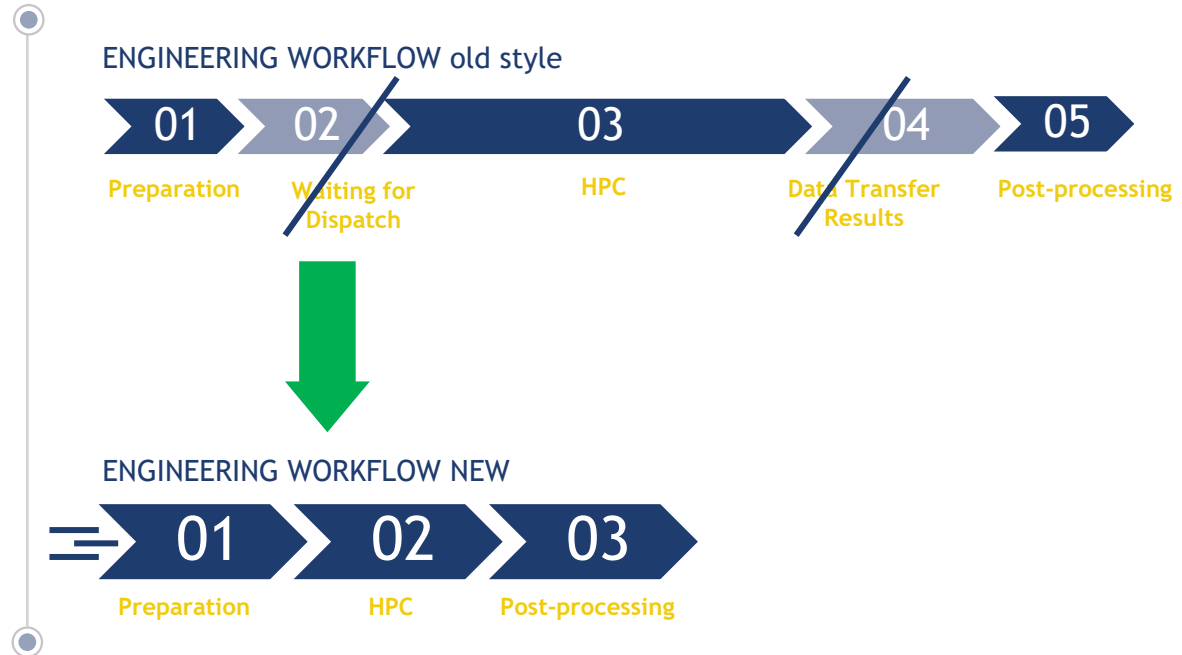 ENGINEERING WORKFLOW old style
01
02
03
04
05
Preparation
Waiting for
Dispatch
HPC
Data Transfer
Results
Post-processing
ENGINEERING WORKFLOW NEW
01
02
03
Preparation
HPC
Post-processing